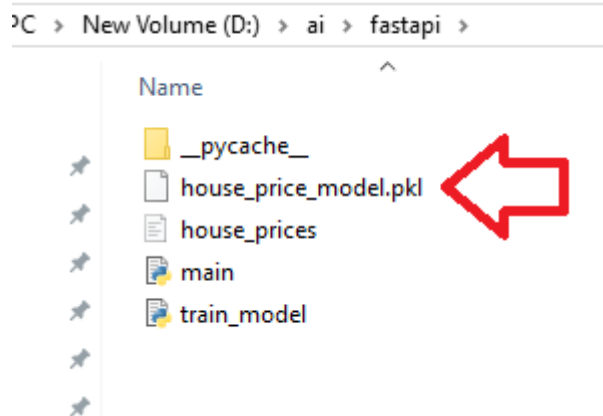 PC > New Volume (D:) > ai > fastapi >
Name
__pycache__
house_price_model.pkl
house_prices
main
train_model